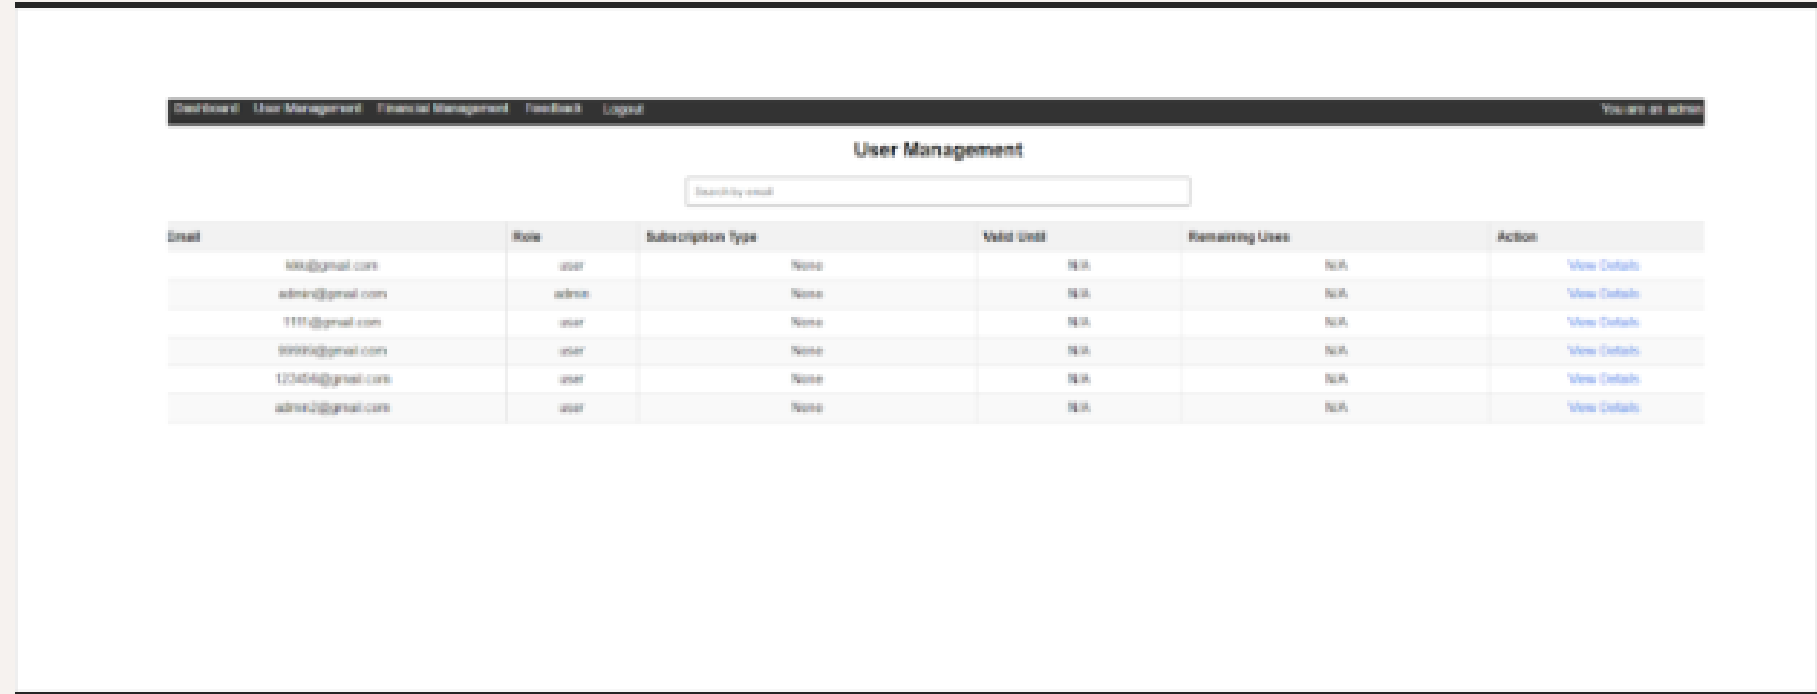 Dashboard User Management Financial Management Feedback Logout You are an admin
User Management
Search by email
Email Role Subscription Type Valid Until Remaining Uses Action
user None N/A N/A View Details
admin@gmail.com admin None N/A N/A View Details
1111@gmail.com user None N/A N/A View Details
user None N/A N/A View Details
123456@gmail.com user None N/A N/A View Details
admin2@gmail.com user None N/A N/A View Details